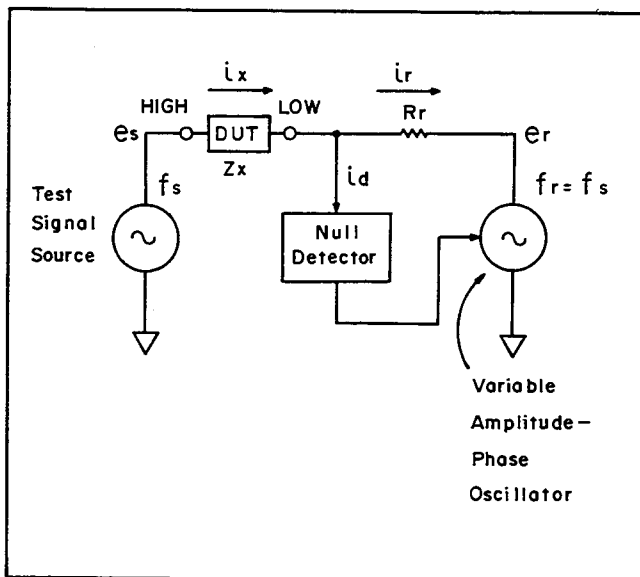 ix
ir
HIGH
LOW
Rr
es
DUT
er
Zx
fs
id
fr = fs
Test
Signal
Source
Null
Detector
Variable
Amplitude-
Phase
Oscillator